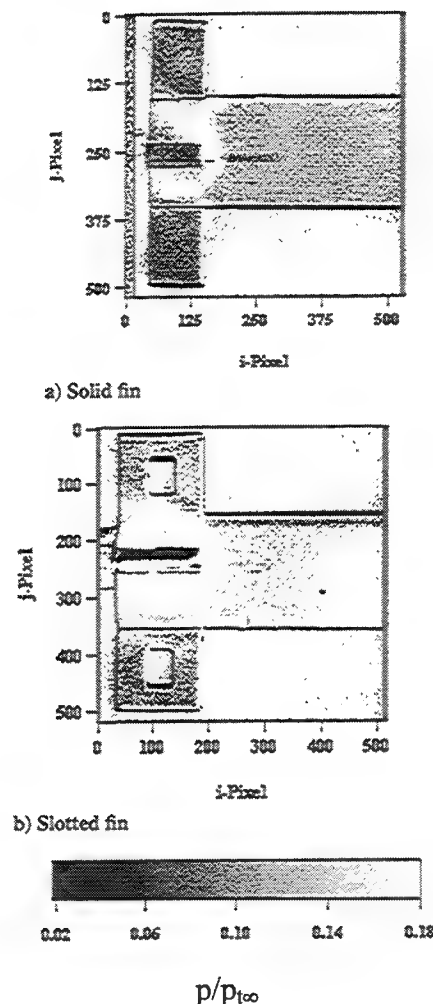 0
125
250
375
500
j-Pixel
0 125 250 375 500
i-Pixel
a) Solid fin
0
100
200
300
400
500
j-Pixel
0 100 200 300 400 500
i-Pixel
b) Slotted fin
0.02 0.06 0.10 0.14 0.18
p/pt∞